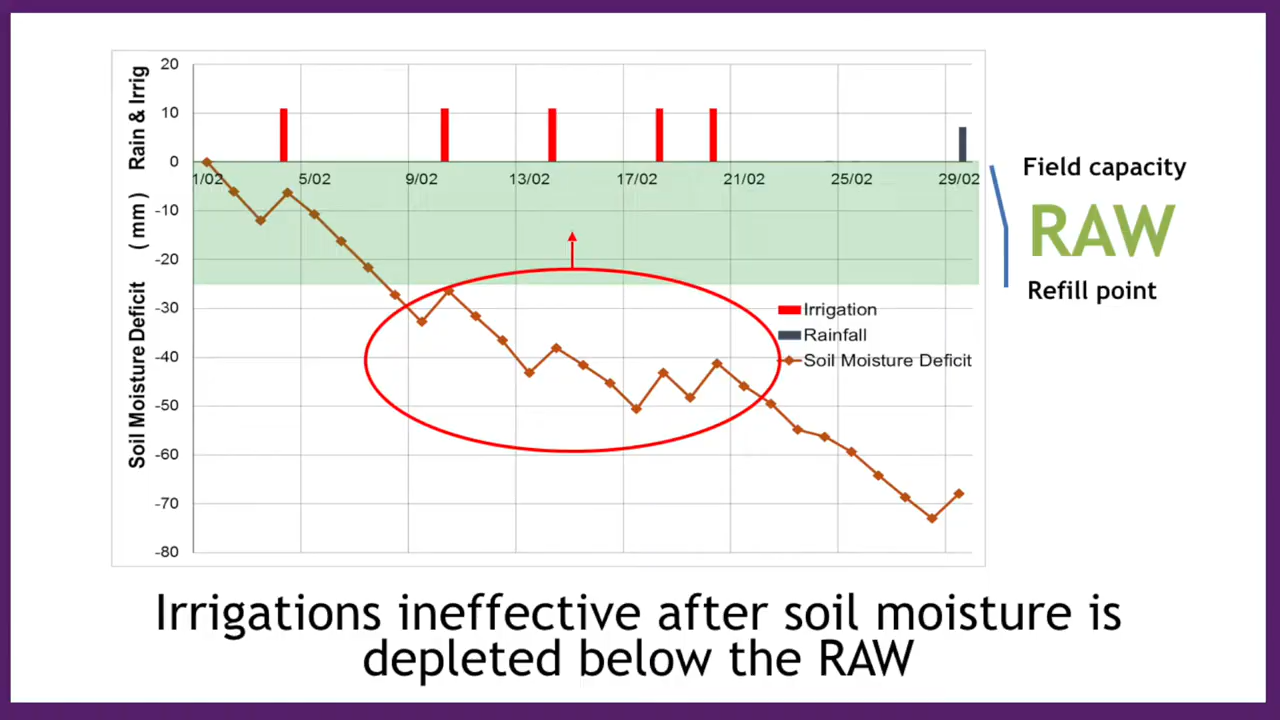 20
10
0
-10
-20
-30
-40
-50
-60
-70
-80
Rain & Irrig
( mm )
Soil Moisture Deficit
1/02 5/02 9/02 13/02 17/02 21/02 25/02 29/02
Irrigation
Rainfall
Soil Moisture Deficit
Field capacity
RAW
Refill point
Irrigations ineffective after soil moisture is
depleted below the RAW